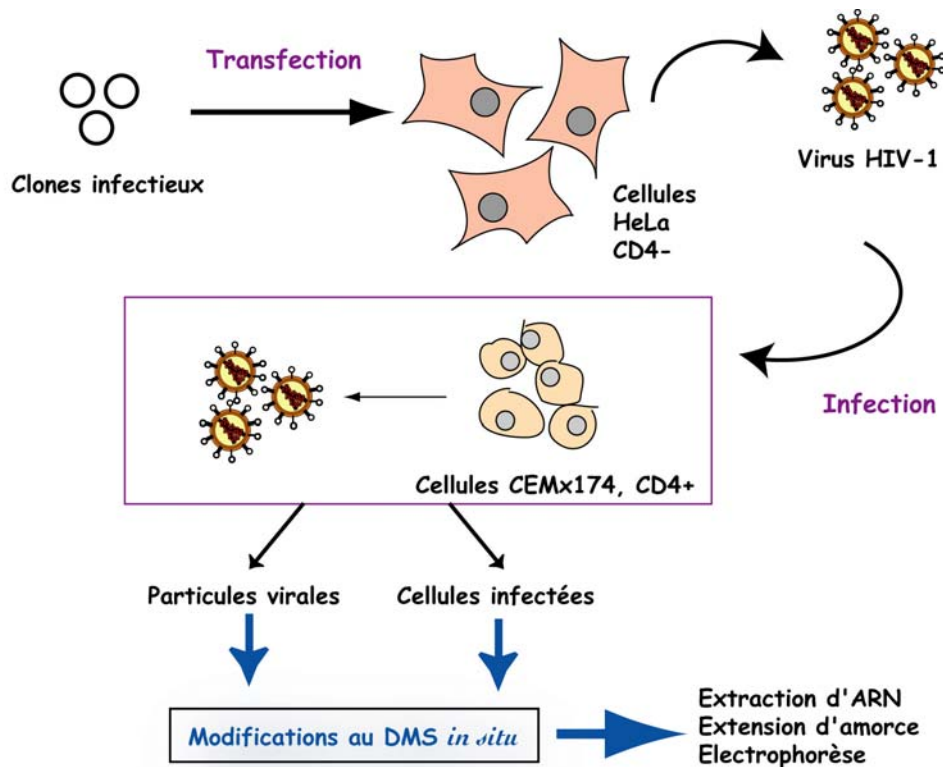 Transfection
Clones infectieux
Cellules
HeLa
CD4-
Virus HIV-1
Infection
Cellules CEMx174, CD4+
Particules virales
Cellules infectées
Modifications au DMS in situ
Extraction d'ARN
Extension d'amorce
Electrophorèse